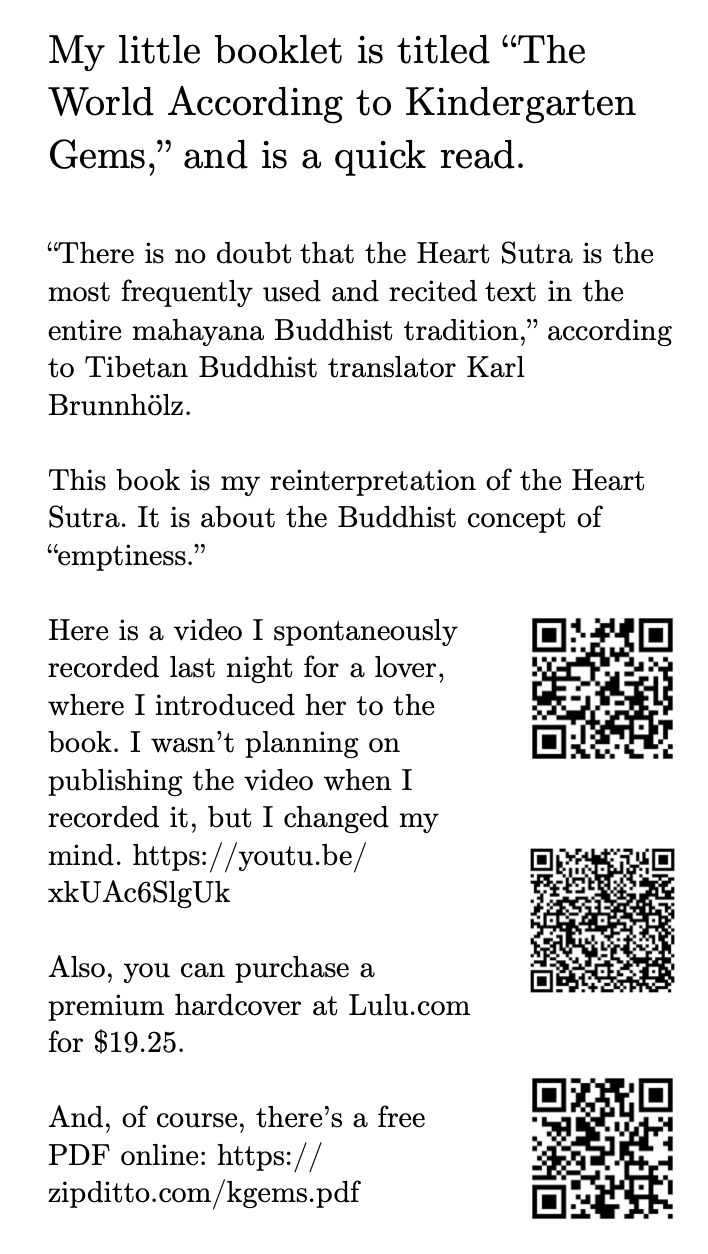 My little booklet is titled “The
World According to Kindergarten
Gems,” and is a quick read.
“There is no doubt that the Heart Sutra is the
most frequently used and recited text in the
entire mahayana Buddhist tradition,” according
to Tibetan Buddhist translator Karl
Brunnhölz.
This book is my reinterpretation of the Heart
Sutra. It is about the Buddhist concept of
“emptiness.”
Here is a video I spontaneously
recorded last night for a lover,
where I introduced her to the
book. I wasn’t planning on
publishing the video when I
recorded it, but I changed my
mind. https://youtu.be/
xkUAc6SlgUk
Also, you can purchase a
premium hardcover at Lulu.com
for $19.25.
And, of course, there’s a free
PDF online: https://
zipditto.com/kgems.pdf